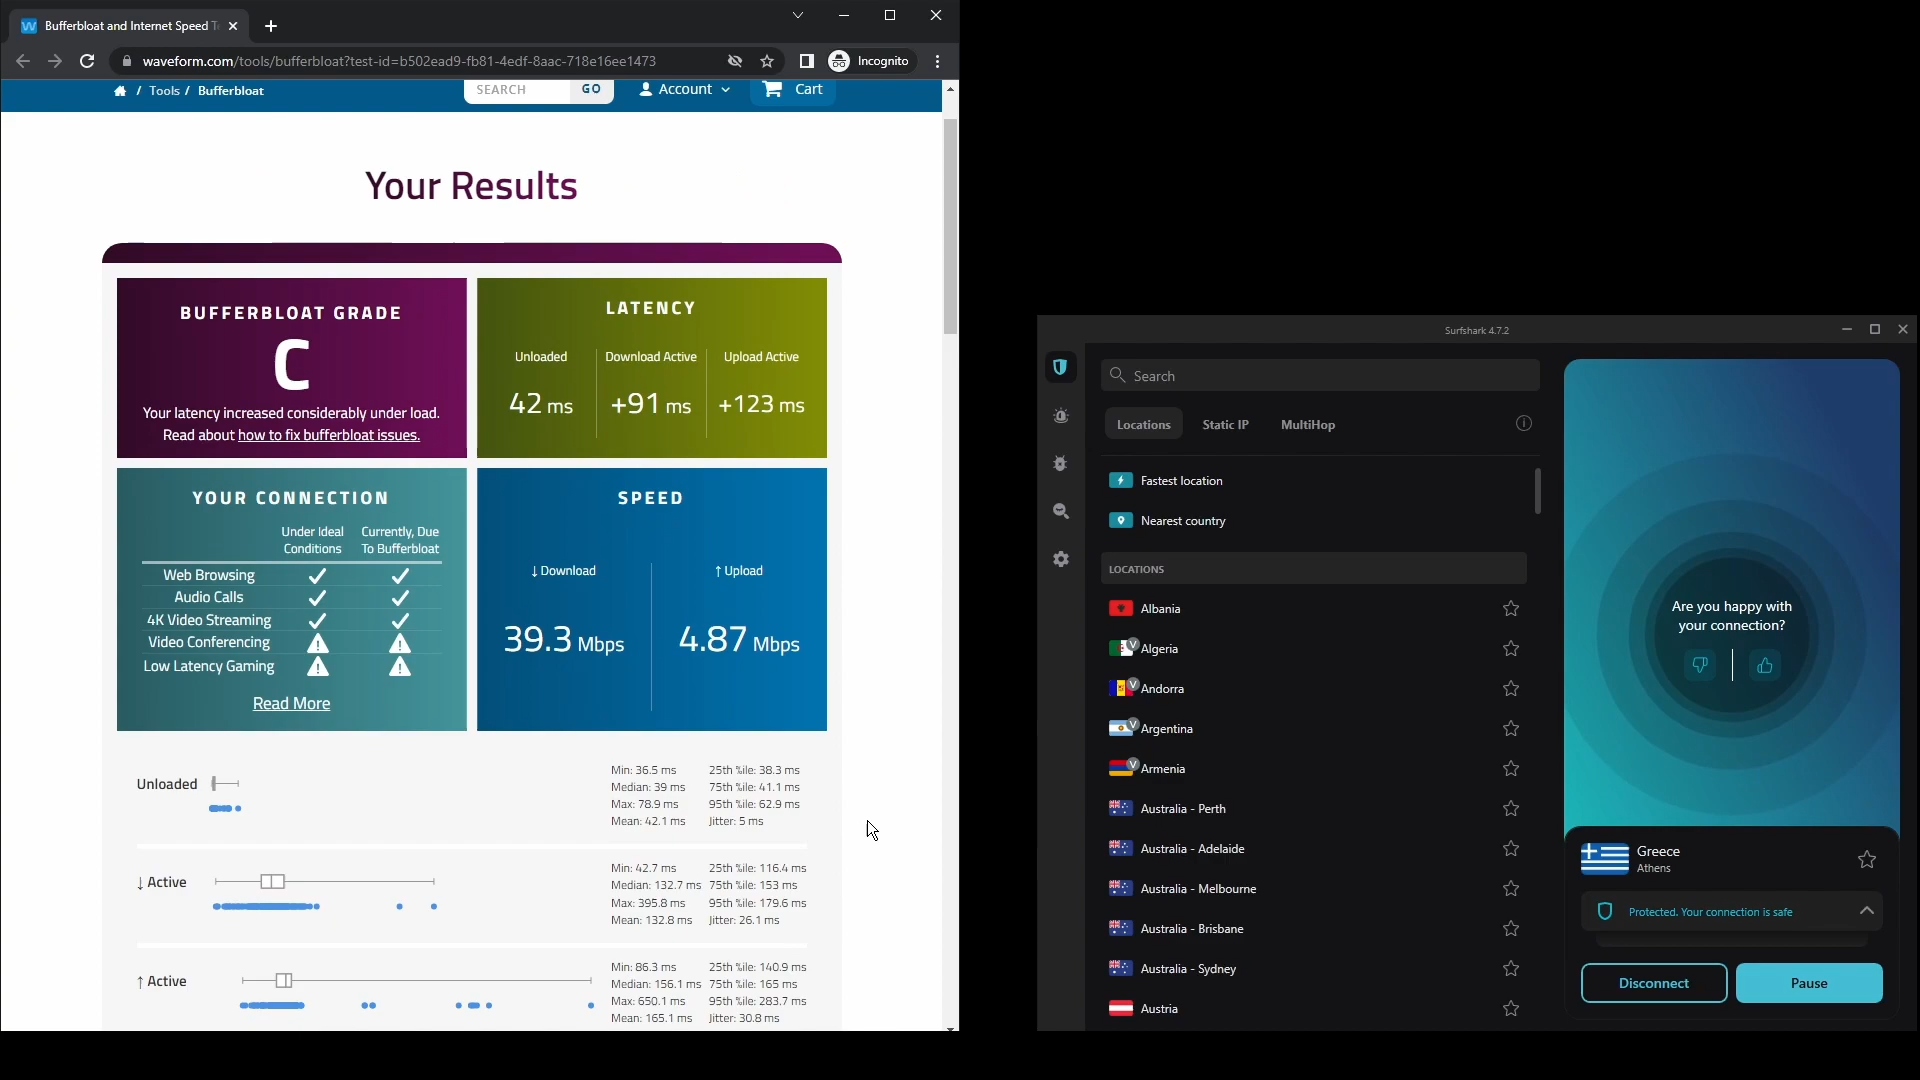 Bufferbloat and Internet Speed T
waveform.com/tools/bufferbloat?test-id=b502ead9-fb81-4edf-8aac-718e16ee1473
Incognito
/ Tools / Bufferbloat
SEARCH
GO
Account
Cart
Your Results
BUFFERBLOAT GRADE
C
Your latency increased considerably under load.
Read about how to fix bufferbloat issues.
LATENCY
Unloaded
Download Active
Upload Active
42 ms
+91 ms
+123 ms
YOUR CONNECTION
Under Ideal Conditions
Currently, Due To Bufferbloat
Web Browsing
Audio Calls
4K Video Streaming
Video Conferencing
Low Latency Gaming
Read More
SPEED
↓ Download
↑ Upload
39.3 Mbps
4.87 Mbps
Unloaded
Min: 36.5 ms 25th %ile: 38.3 ms
Median: 39 ms 75th %ile: 41.1 ms
Max: 78.9 ms 95th %ile: 62.9 ms
Mean: 42.1 ms Jitter: 5 ms
↓ Active
Min: 42.7 ms 25th %ile: 116.4 ms
Median: 132.7 ms 75th %ile: 153 ms
Max: 395.8 ms 95th %ile: 179.6 ms
Mean: 132.8 ms Jitter: 26.1 ms
↑ Active
Min: 86.3 ms 25th %ile: 140.9 ms
Median: 156.1 ms 75th %ile: 165 ms
Max: 650.1 ms 95th %ile: 283.7 ms
Mean: 165.1 ms Jitter: 30.8 ms
Surfshark 4.7.2
Search
Locations
Static IP
MultiHop
Fastest location
Nearest country
LOCATIONS
Albania
V Algeria
V Andorra
V Argentina
V Armenia
Australia - Perth
Australia - Adelaide
Australia - Melbourne
Australia - Brisbane
Australia - Sydney
Austria
Are you happy with
your connection?
Greece
Athens
Protected. Your connection is safe
Disconnect
Pause